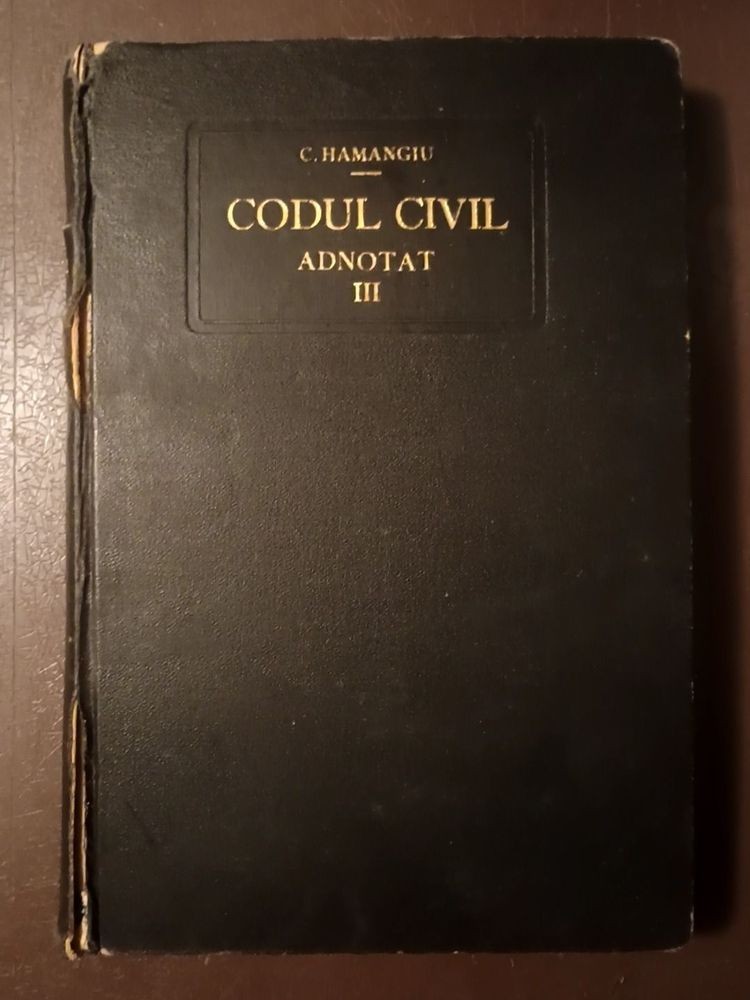 C. HAMANGIU
CODUL CIVIL
ADNOTAT
III